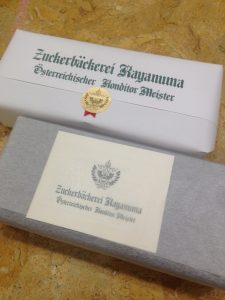 Zuckerbäckerei Kayanuma
Österreichischer Konditor Meister
Zuckerbäckerei Kayanuma
Österreichischer Konditor Meister